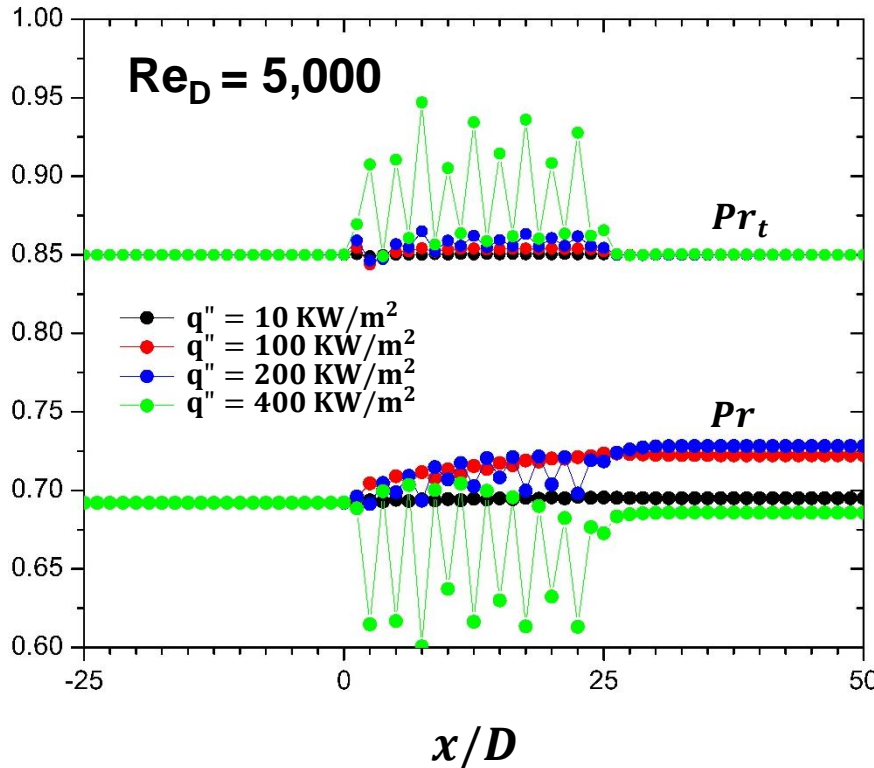 1.00
Re_D = 5,000
0.95
0.90
Pr_t
0.85
0.80
q" = 10 KW/m²
q" = 100 KW/m²
q" = 200 KW/m²
q" = 400 KW/m²
0.75
Pr
0.70
0.65
0.60
-25 0 25 50
x/D